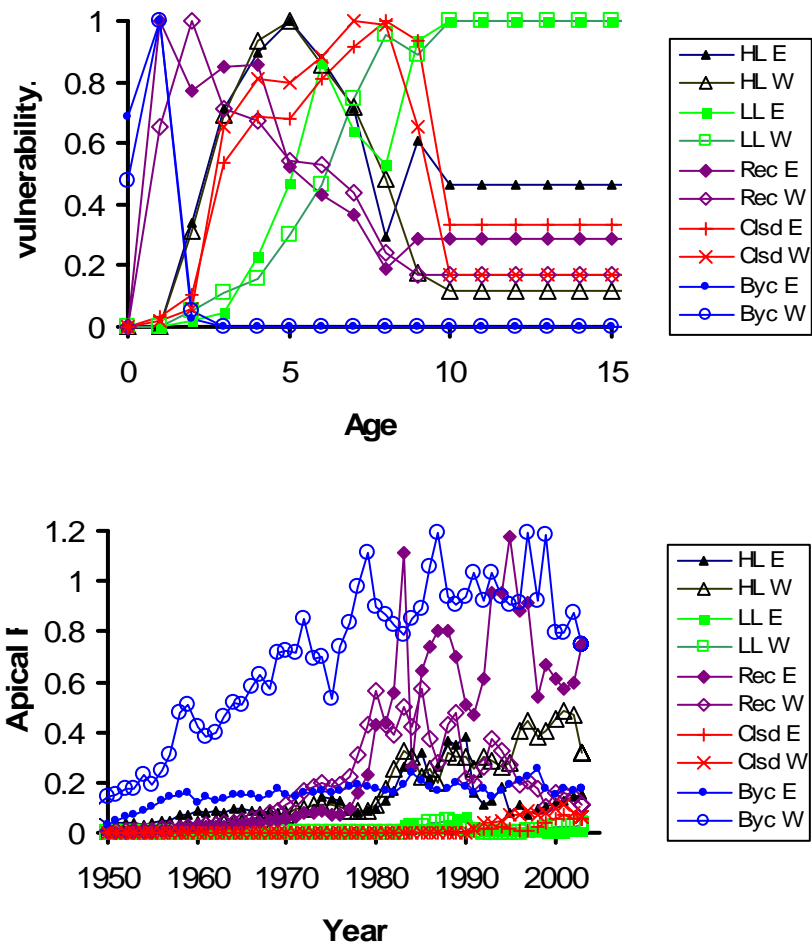 1
0.8
0.6
0.4
0.2
0
vulnerability.
0
5
10
15
Age
HL E
HL W
LL E
LL W
Rec E
Rec W
Clsd E
Clsd W
Byc E
Byc W
1.2
1
0.8
0.6
0.4
0.2
0
Apical F
1950
1960
1970
1980
1990
2000
Year
HL E
HL W
LL E
LL W
Rec E
Rec W
Clsd E
Clsd W
Byc E
Byc W